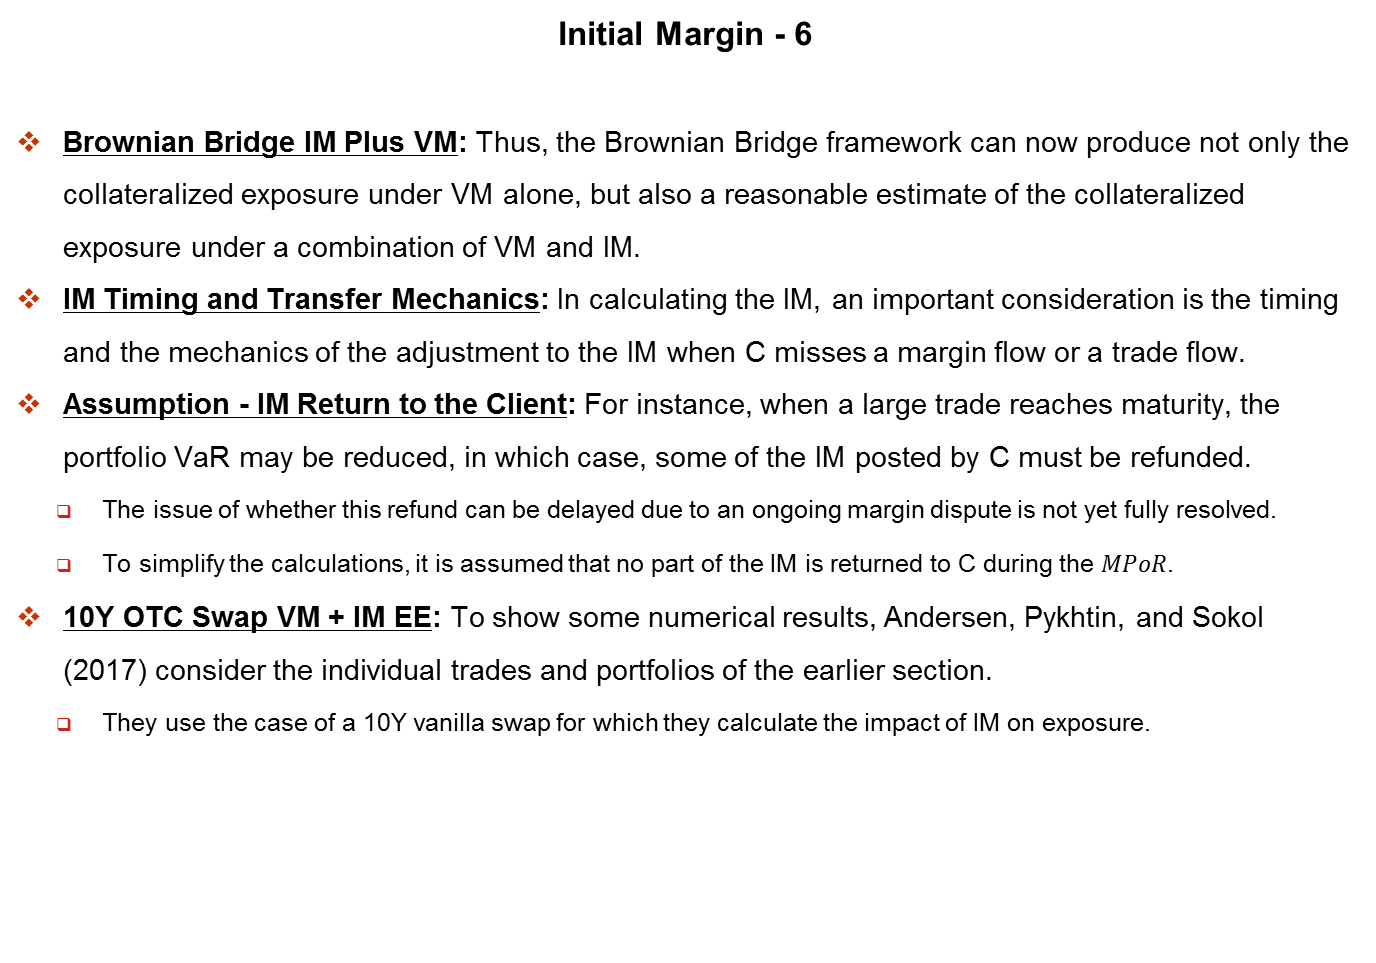 Initial Margin - 6
Brownian Bridge IM Plus VM: Thus, the Brownian Bridge framework can now produce not only the
collateralized exposure under VM alone, but also a reasonable estimate of the collateralized
exposure under a combination of VM and IM.
IM Timing and Transfer Mechanics: In calculating the IM, an important consideration is the timing
and the mechanics of the adjustment to the IM when C misses a margin flow or a trade flow.
Assumption - IM Return to the Client: For instance, when a large trade reaches maturity, the
portfolio VaR may be reduced, in which case, some of the IM posted by C must be refunded.
The issue of whether this refund can be delayed due to an ongoing margin dispute is not yet fully resolved.
To simplify the calculations, it is assumed that no part of the IM is returned to C during the MPoR.
10Y OTC Swap VM + IM EE: To show some numerical results, Andersen, Pykhtin, and Sokol
(2017) consider the individual trades and portfolios of the earlier section.
They use the case of a 10Y vanilla swap for which they calculate the impact of IM on exposure.